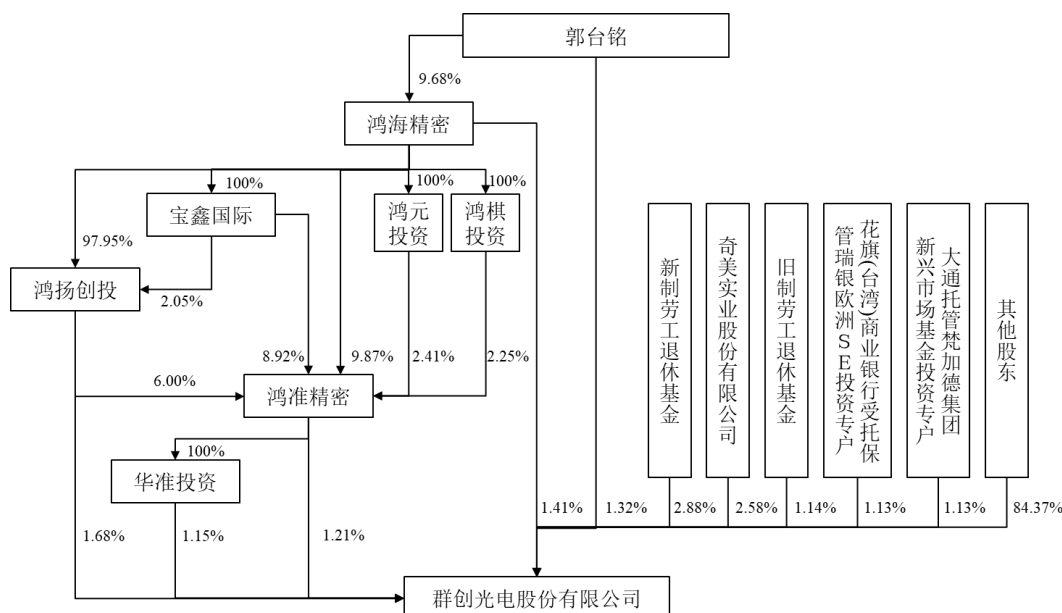 郭台铭
9.68%
鸿海精密
100%
100%
100%
宝鑫国际
鸿元
投资
鸿棋
投资
97.95%
鸿扬创投
2.05%
8.92%
9.87%
2.41%
2.25%
6.00%
鸿准精密
100%
华准投资
新制劳工退休基金
奇美实业股份有限公司
旧制劳工退休基金
花旗(台湾)商业银行受托保
管瑞银欧洲SE投资专户
大通托管梵加德集团
新兴市场基金投资专户
其他股东
1.68%
1.15%
1.21%
1.41%
1.32%
2.88%
2.58%
1.14%
1.13%
1.13%
84.37%
群创光电股份有限公司